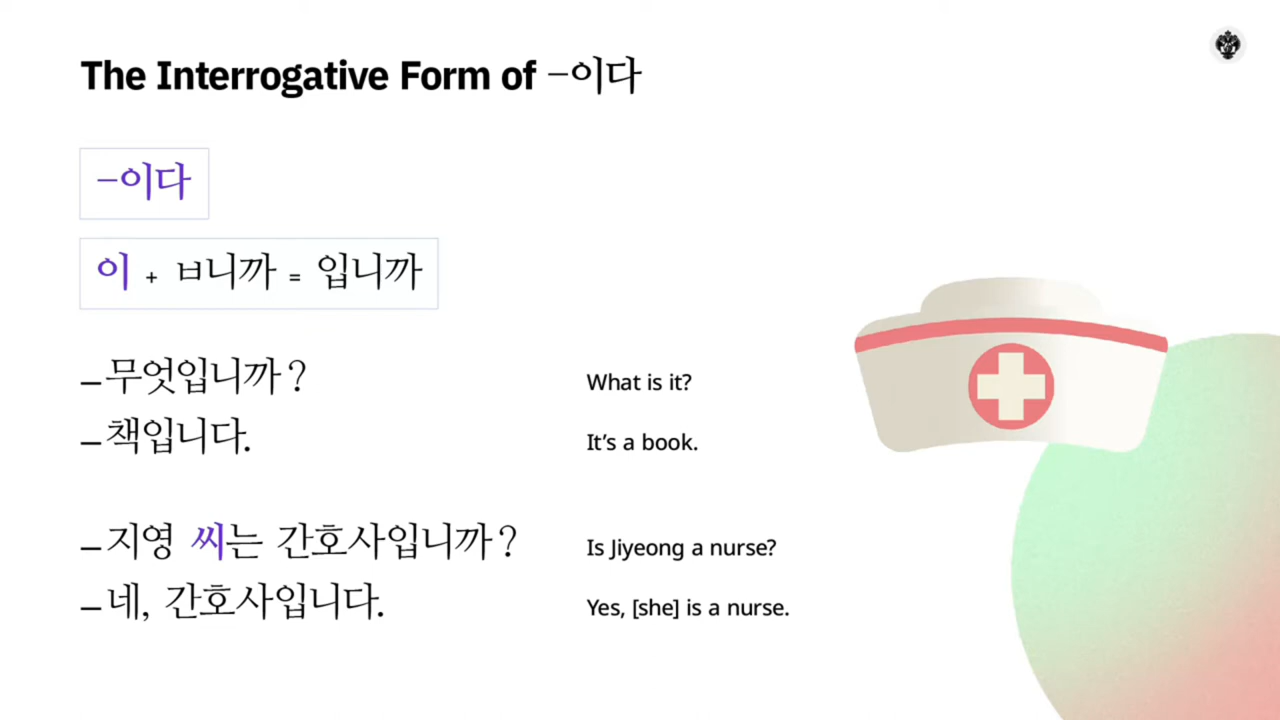 The Interrogative Form of –이다
–이다
이 + ㅂ니까 = 입니까
–무엇입니까? What is it?
–책입니다. It’s a book.
–지영 씨는 간호사입니까? Is Jiyeong a nurse?
–네, 간호사입니다. Yes, [she] is a nurse.